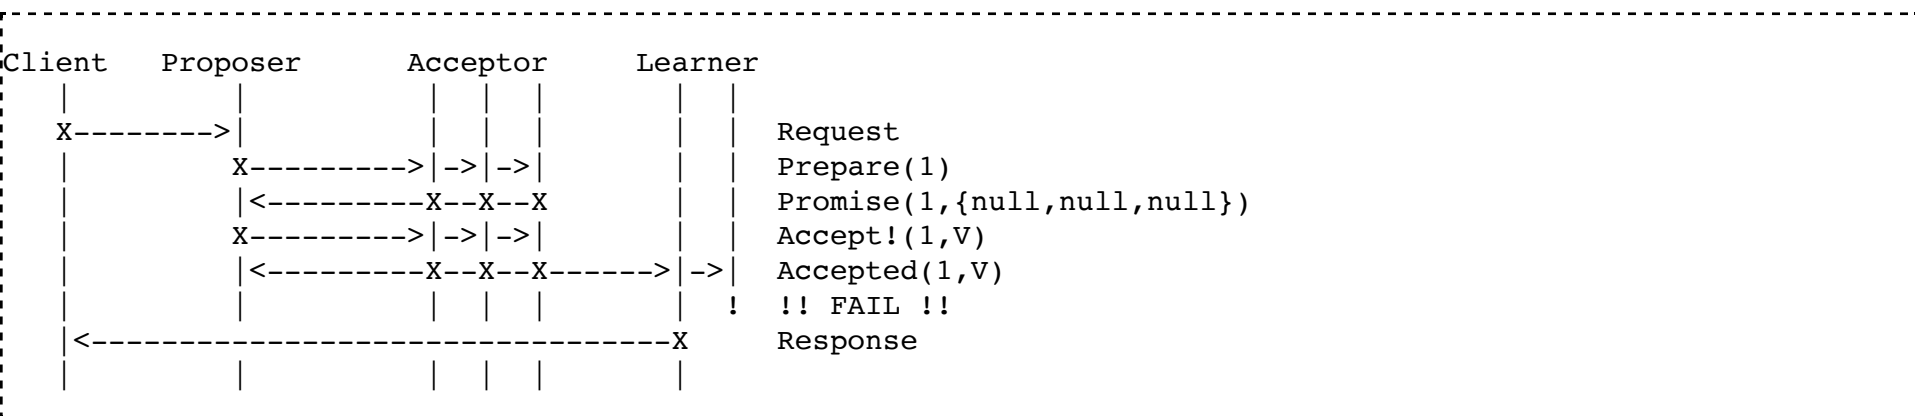 Client   Proposer      Acceptor     Learner
   |         |          |  |  |       |  |
   X-------->|          |  |  |       |  |  Request
   |         X--------->|->|->|       |  |  Prepare(1)
   |         |<---------X--X--X       |  |  Promise(1,{null,null,null})
   |         X--------->|->|->|       |  |  Accept!(1,V)
   |         |<---------X--X--X------>|->|  Accepted(1,V)
   |         |          |  |  |       |  !  !! FAIL !!
   |<---------------------------------X     Response
   |         |          |  |  |       |